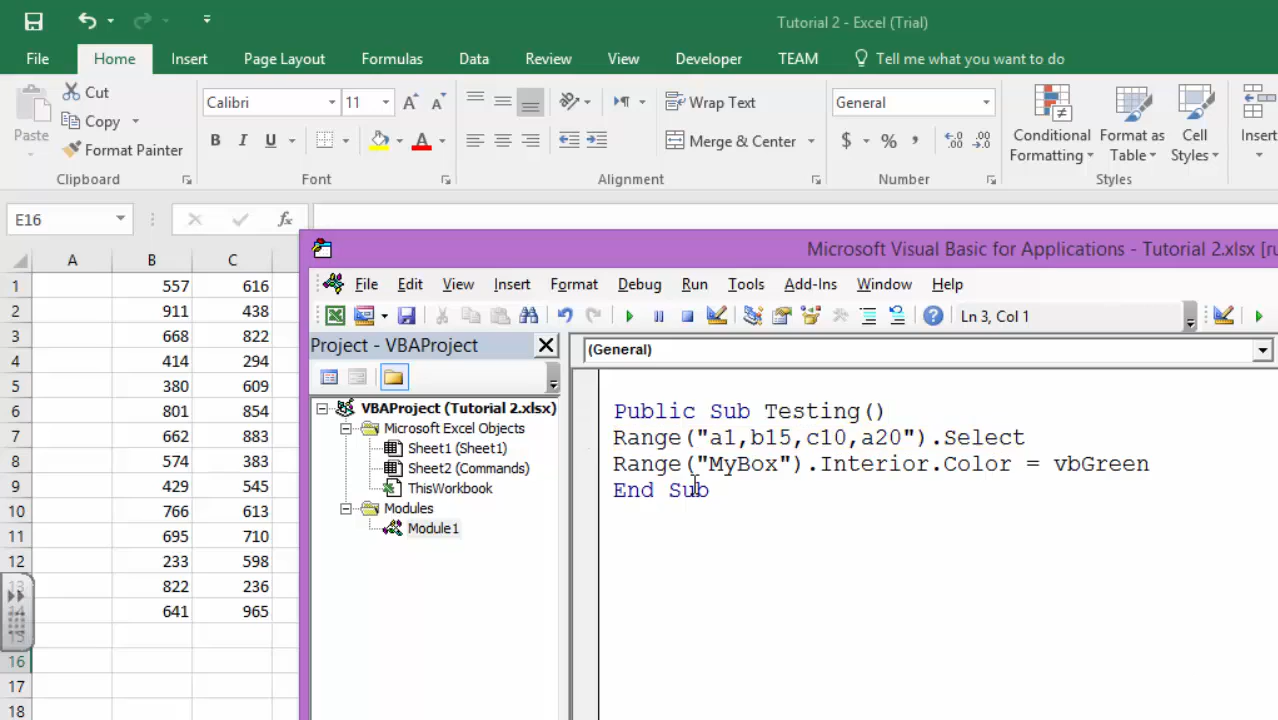 Tutorial 2 - Excel (Trial)
File Home Insert Page Layout Formulas Data Review View Developer TEAM Tell me what you want to do
Cut
Copy
Format Painter
Paste
Clipboard
Calibri 11
A A
B I U A
Font
Wrap Text
Merge & Center
Alignment
General
$ % ,
Number
Conditional Formatting
Format as Table
Cell Styles
Styles
Insert
E16 fx
A B C
1 557 616
2 911 438
3 668 822
4 414 294
5 380 609
6 801 854
7 662 883
8 574 383
9 429 545
10 766 613
11 695 710
12 233 598
13 822 236
14 641 965
15
16
17
18
Microsoft Visual Basic for Applications - Tutorial 2.xlsx [ru
File Edit View Insert Format Debug Run Tools Add-Ins Window Help
Ln 3, Col 1
Project - VBAProject
VBAProject (Tutorial 2.xlsx)
Microsoft Excel Objects
Sheet1 (Sheet1)
Sheet2 (Commands)
ThisWorkbook
Modules
Module1
(General)
Public Sub Testing()
Range("a1,b15,c10,a20").Select
Range("MyBox").Interior.Color = vbGreen
End Sub